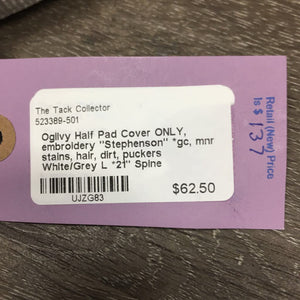 The Tack Collector
523389-501
Ogilvy Half Pad Cover ONLY,
embroidery "Stephenson" *gc, mnr
stains, hair, dirt, puckers
White/Grey L *21" Spine
$62.50
UJZG83
Retail (New) Price
Is $ 137